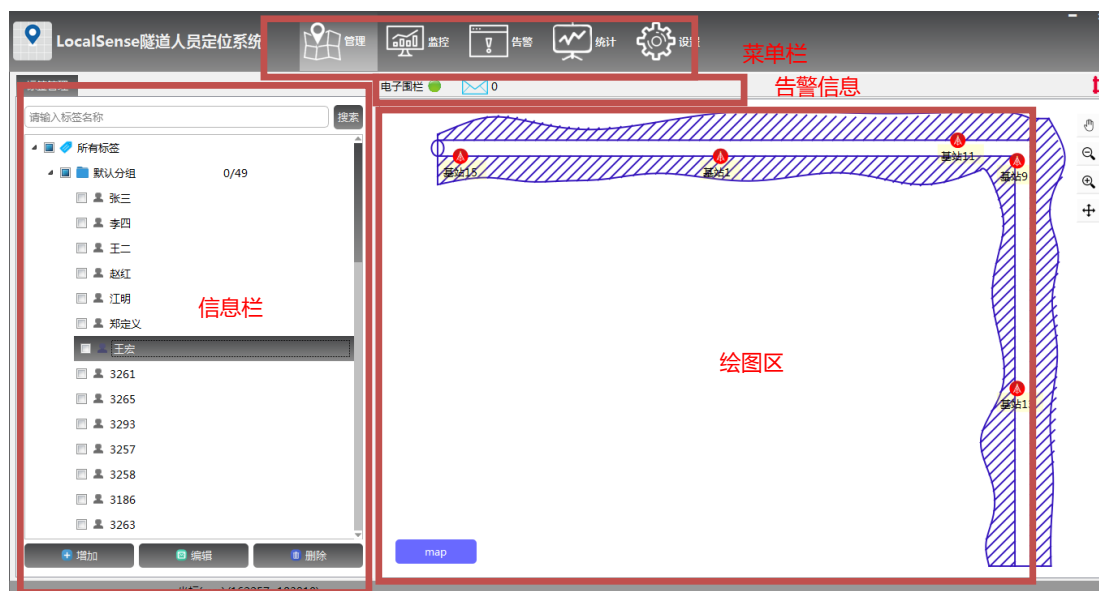 LocalSense隧道人员定位系统
管理
监控
告警
统计
设置
菜单栏
电子围栏
0
告警信息
请输入标签名称
搜索
所有标签
默认分组 0/49
张三
李四
王二
赵红
江明
郑定义
王宏
3261
3265
3293
3257
3258
3186
3263
信息栏
增加
编辑
删除
基站15
基站1
基站11
基站9
绘图区
map